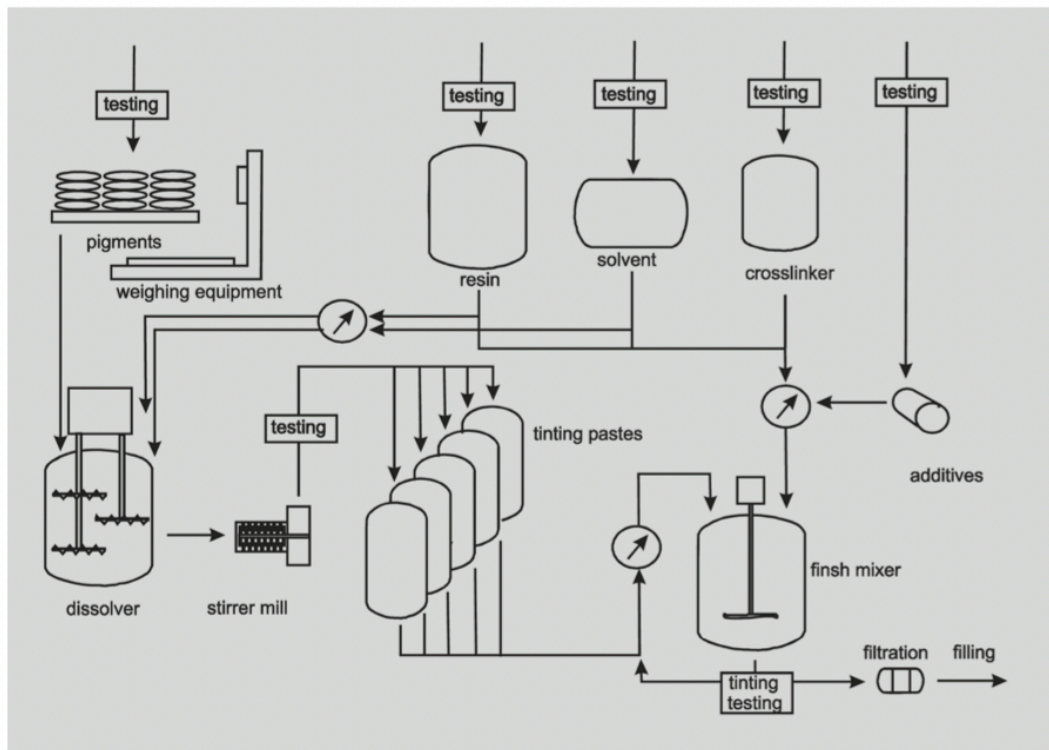 testing
testing
testing
testing
testing
pigments
weighing equipment
resin
solvent
crosslinker
testing
tinting pastes
additives
dissolver
stirrer mill
finsh mixer
filtration
filling
tinting
testing